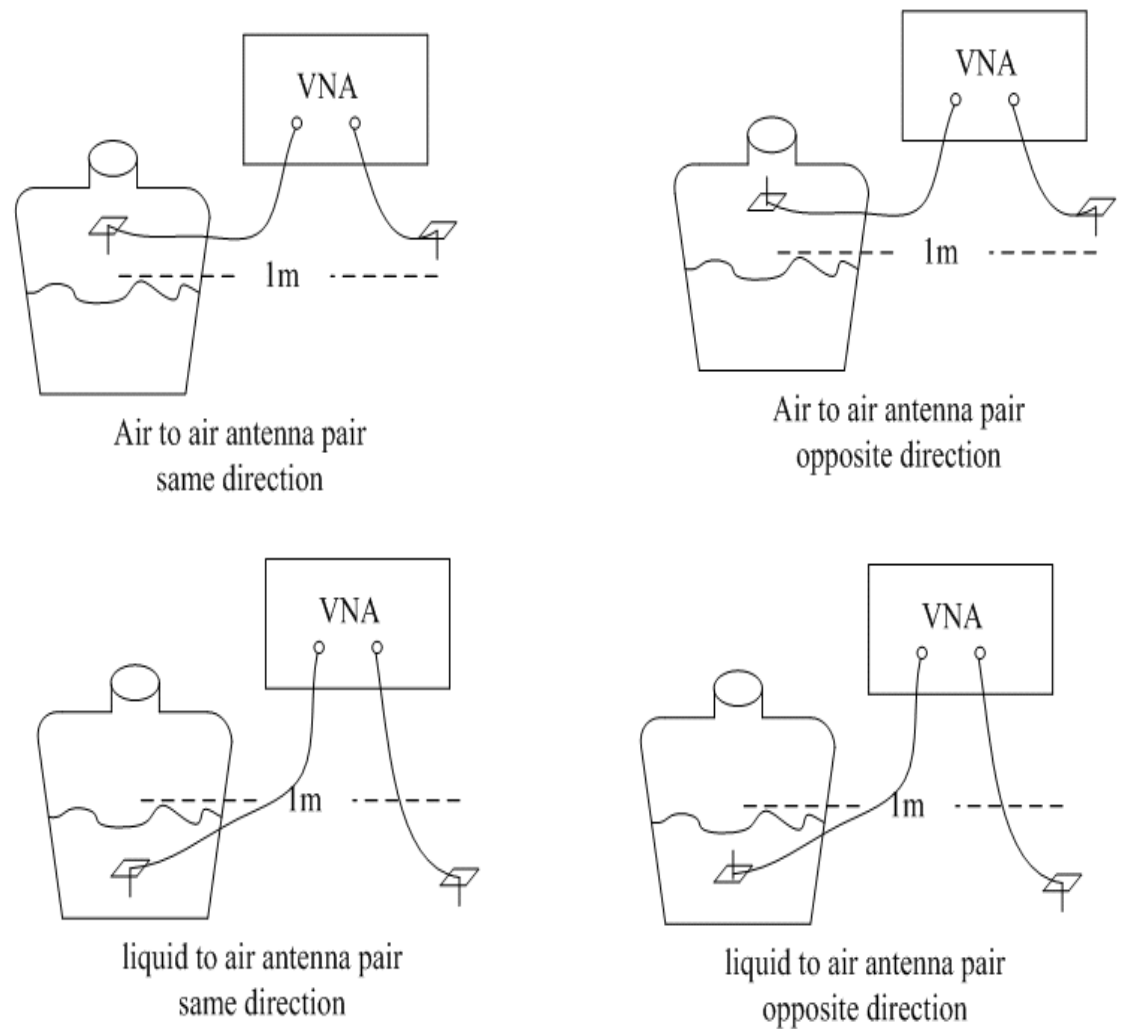 VNA
1m
Air to air antenna pair
same direction
VNA
1m
Air to air antenna pair
opposite direction
VNA
1m
liquid to air antenna pair
same direction
VNA
1m
liquid to air antenna pair
opposite direction